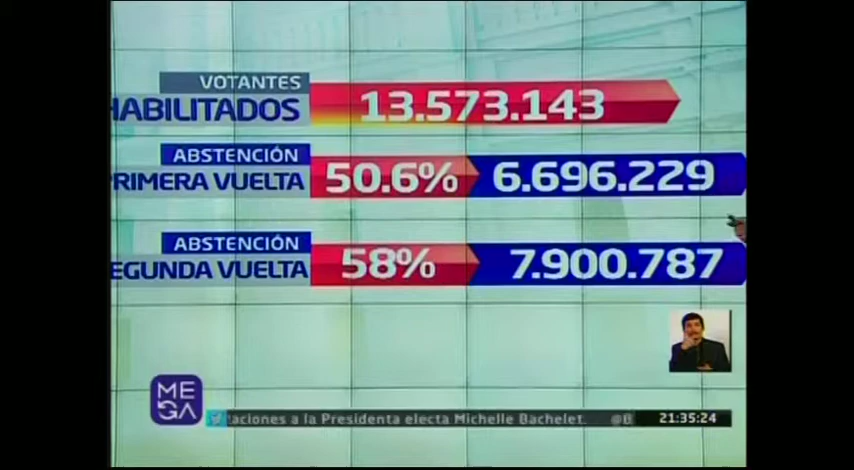 VOTANTES
HABILITADOS
13.573.143
ABSTENCIÓN
PRIMERA VUELTA
50.6%
6.696.229
ABSTENCIÓN
SEGUNDA VUELTA
58%
7.900.787
MEGA
taciones a la Presidenta electa Michelle Bachelet. @B
21:35:24